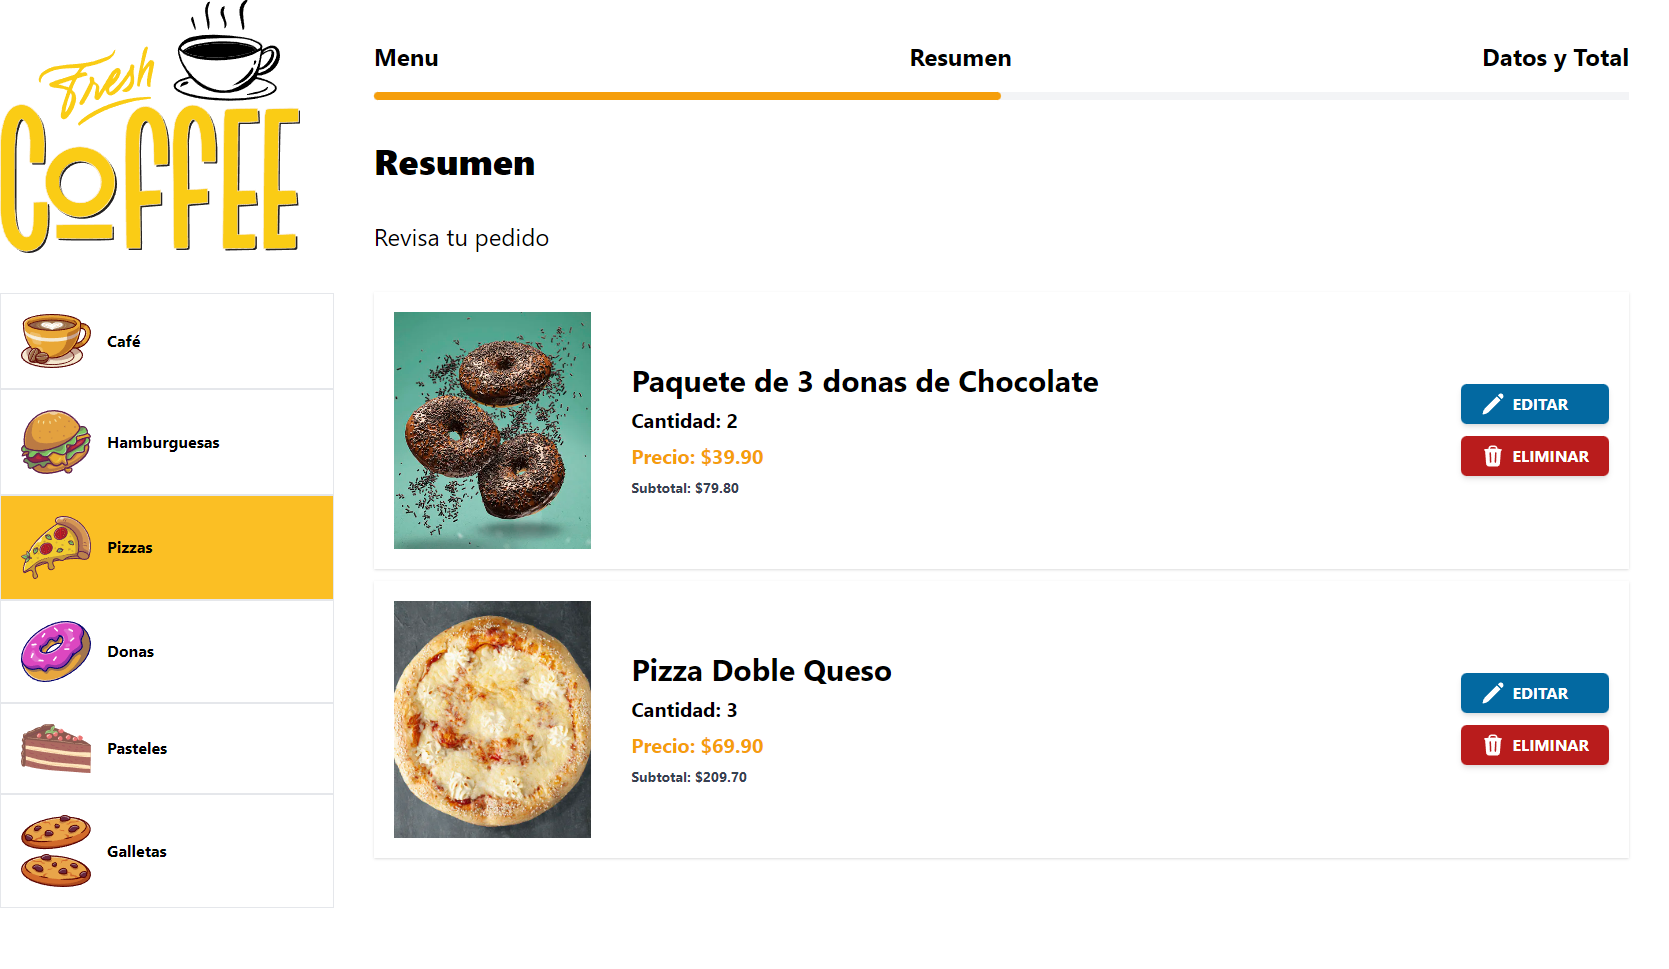 Fresh
COFFEE
Menu
Resumen
Datos y Total
Resumen
Revisa tu pedido
Café
Hamburguesas
Pizzas
Donas
Pasteles
Galletas
Paquete de 3 donas de Chocolate
Cantidad: 2
Precio: $39.90
Subtotal: $79.80
EDITAR
ELIMINAR
Pizza Doble Queso
Cantidad: 3
Precio: $69.90
Subtotal: $209.70
EDITAR
ELIMINAR